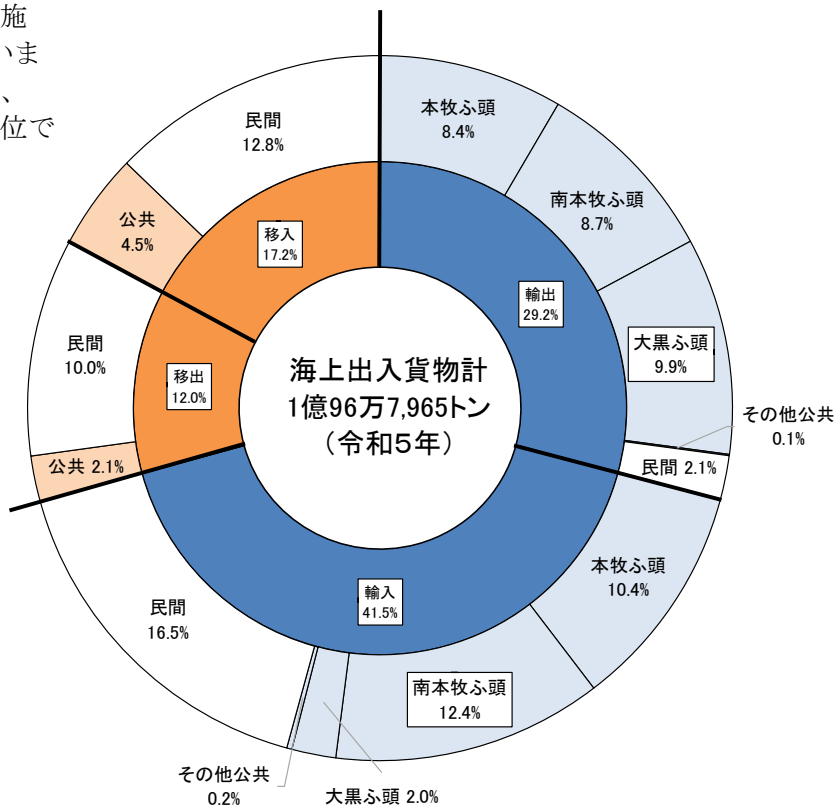 施
いま
、
位で
民間
12.8%
本牧ふ頭
8.4%
南本牧ふ頭
8.7%
公共
4.5%
移入
17.2%
輸出
29.2%
大黒ふ頭
9.9%
民間
10.0%
移出
12.0%
海上出入貨物計
1億96万7,965トン
（令和5年）
その他公共
0.1%
公共 2.1%
民間 2.1%
本牧ふ頭
10.4%
輸入
41.5%
民間
16.5%
南本牧ふ頭
12.4%
その他公共
0.2%
大黒ふ頭 2.0%